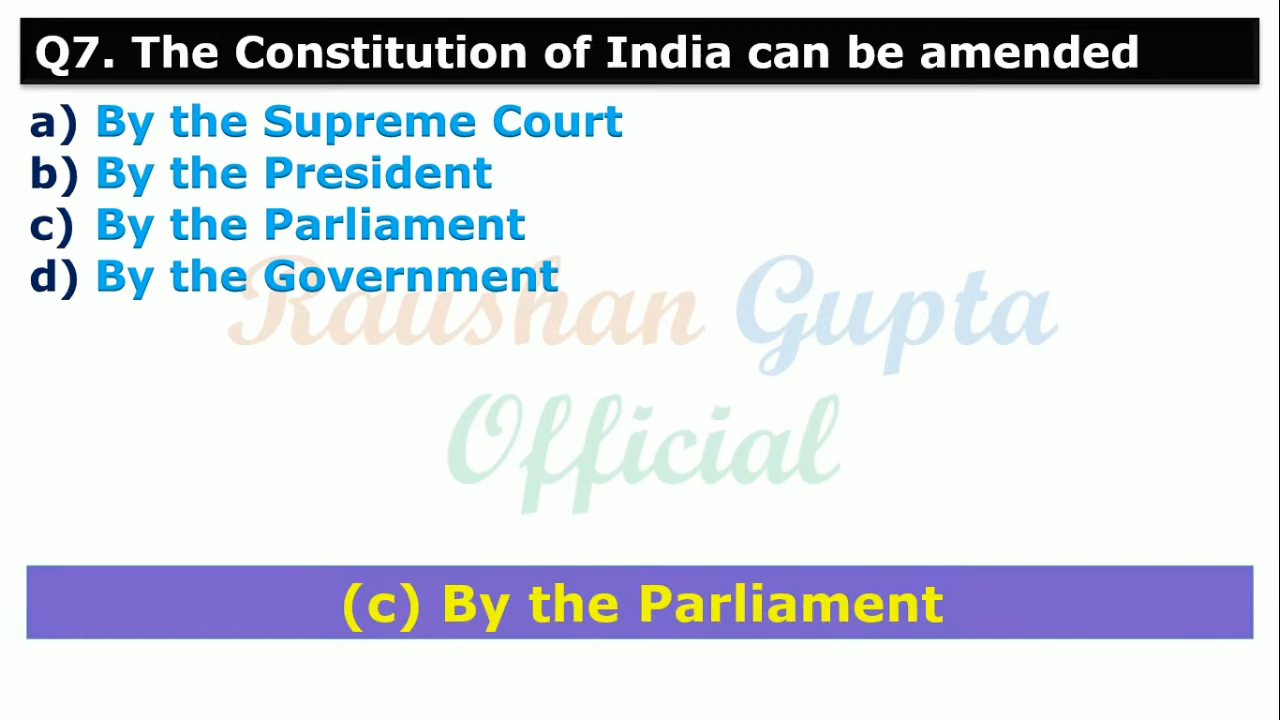 Q7. The Constitution of India can be amended
a) By the Supreme Court
b) By the President
c) By the Parliament
d) By the Government
Raushan Gupta
Official
(c) By the Parliament